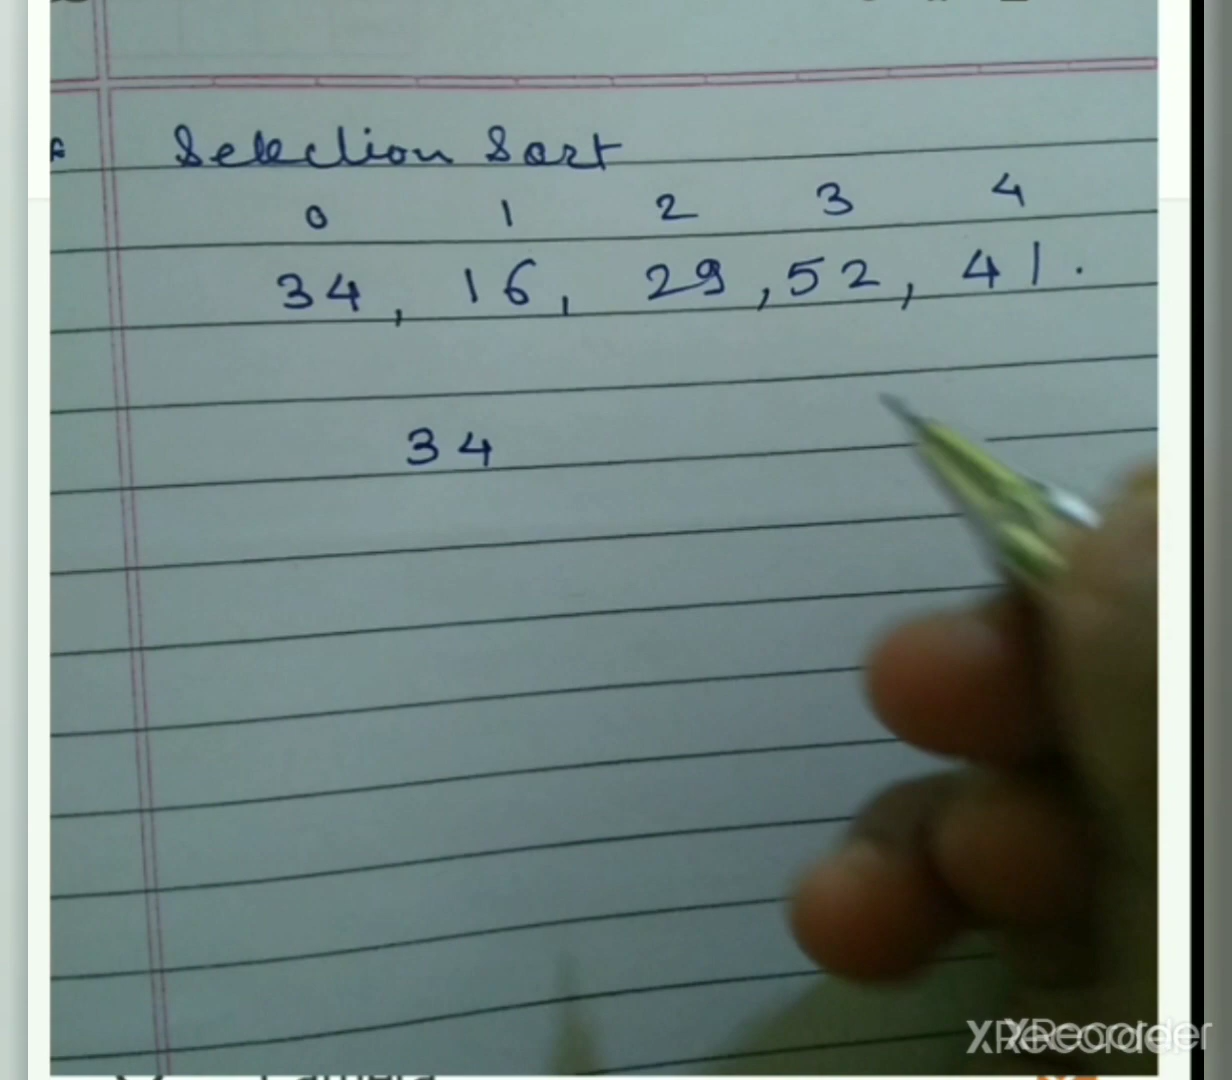 Selection Sort
0 1 2 3 4
34, 16, 29, 52, 41.
34
XRecorder